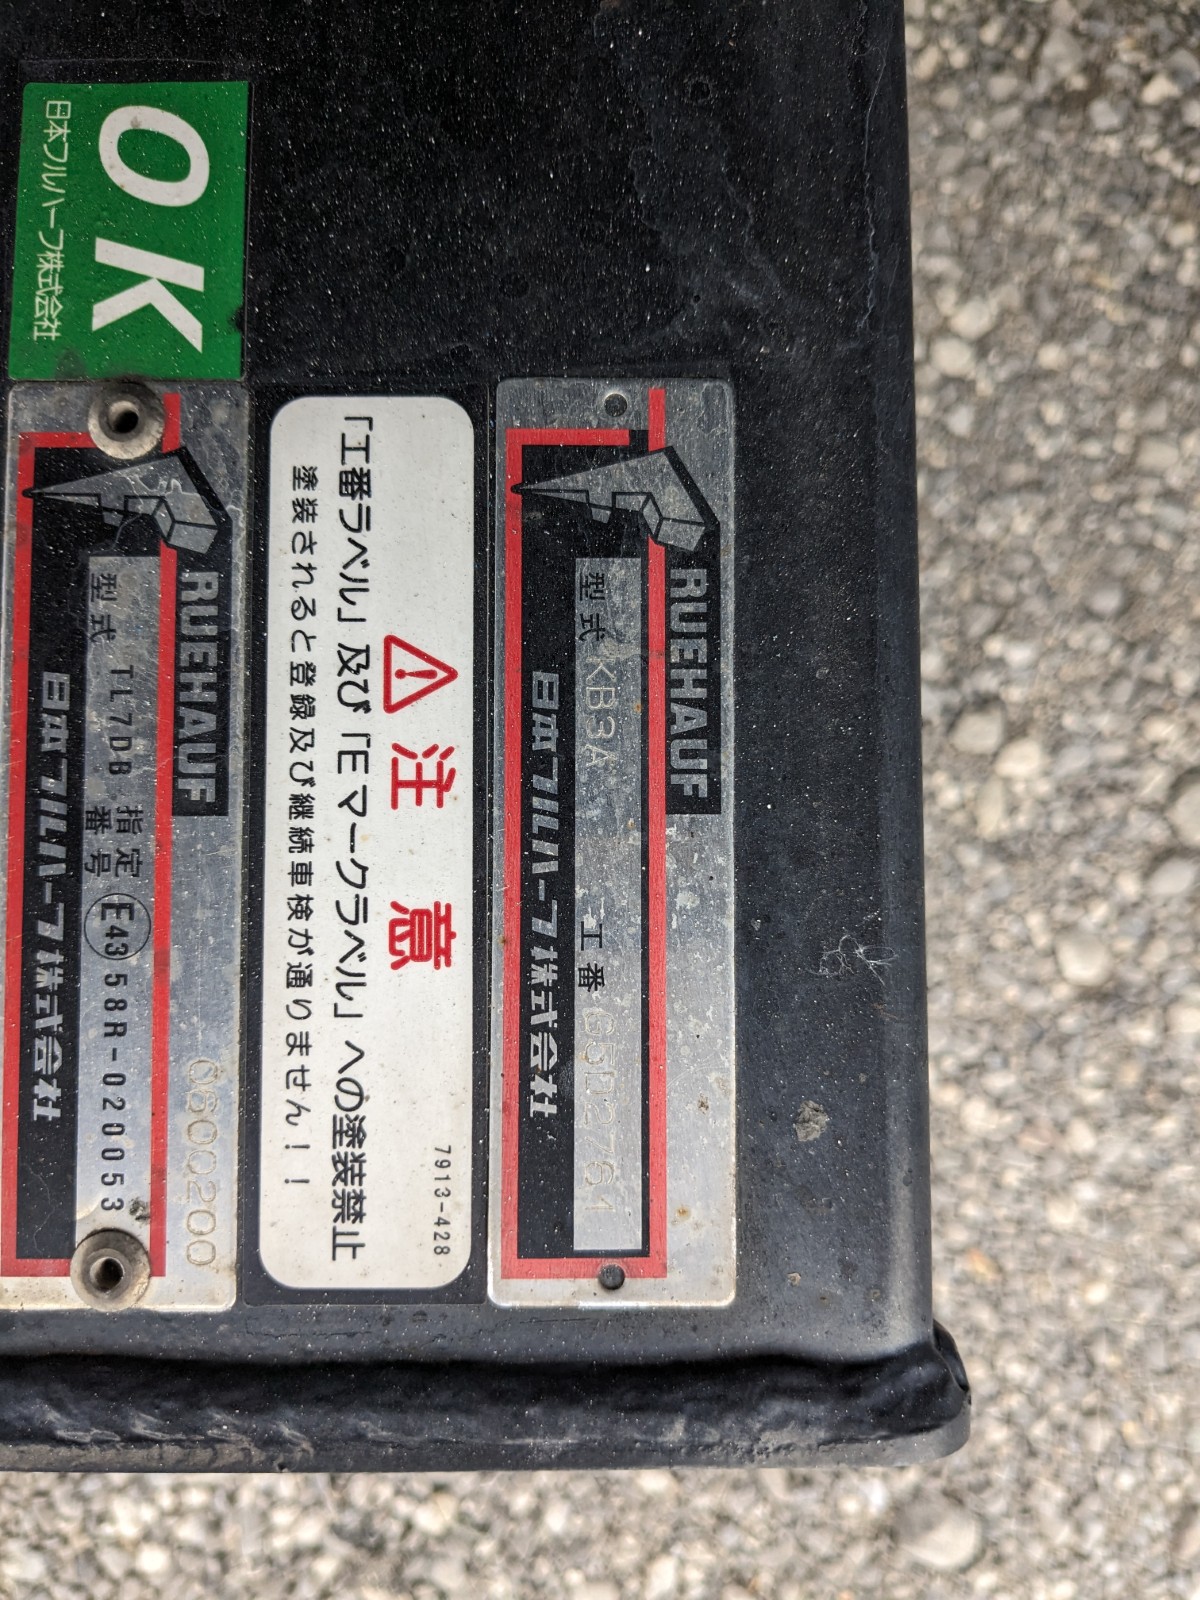 OK
日本フルハーフ株式会社
RUEHAUF
型式 KB3A 工番 G5D2761
日本フルハーフ株式会社
7913-428
注意
「工番ラベル」及び「Eマークラベル」への塗装禁止
塗装されると登録及び継続車検が通りません!!
0600200
RUEHAUF
型式 TL7DB 指定番号 E43 58R-020053
日本フルハーフ株式会社